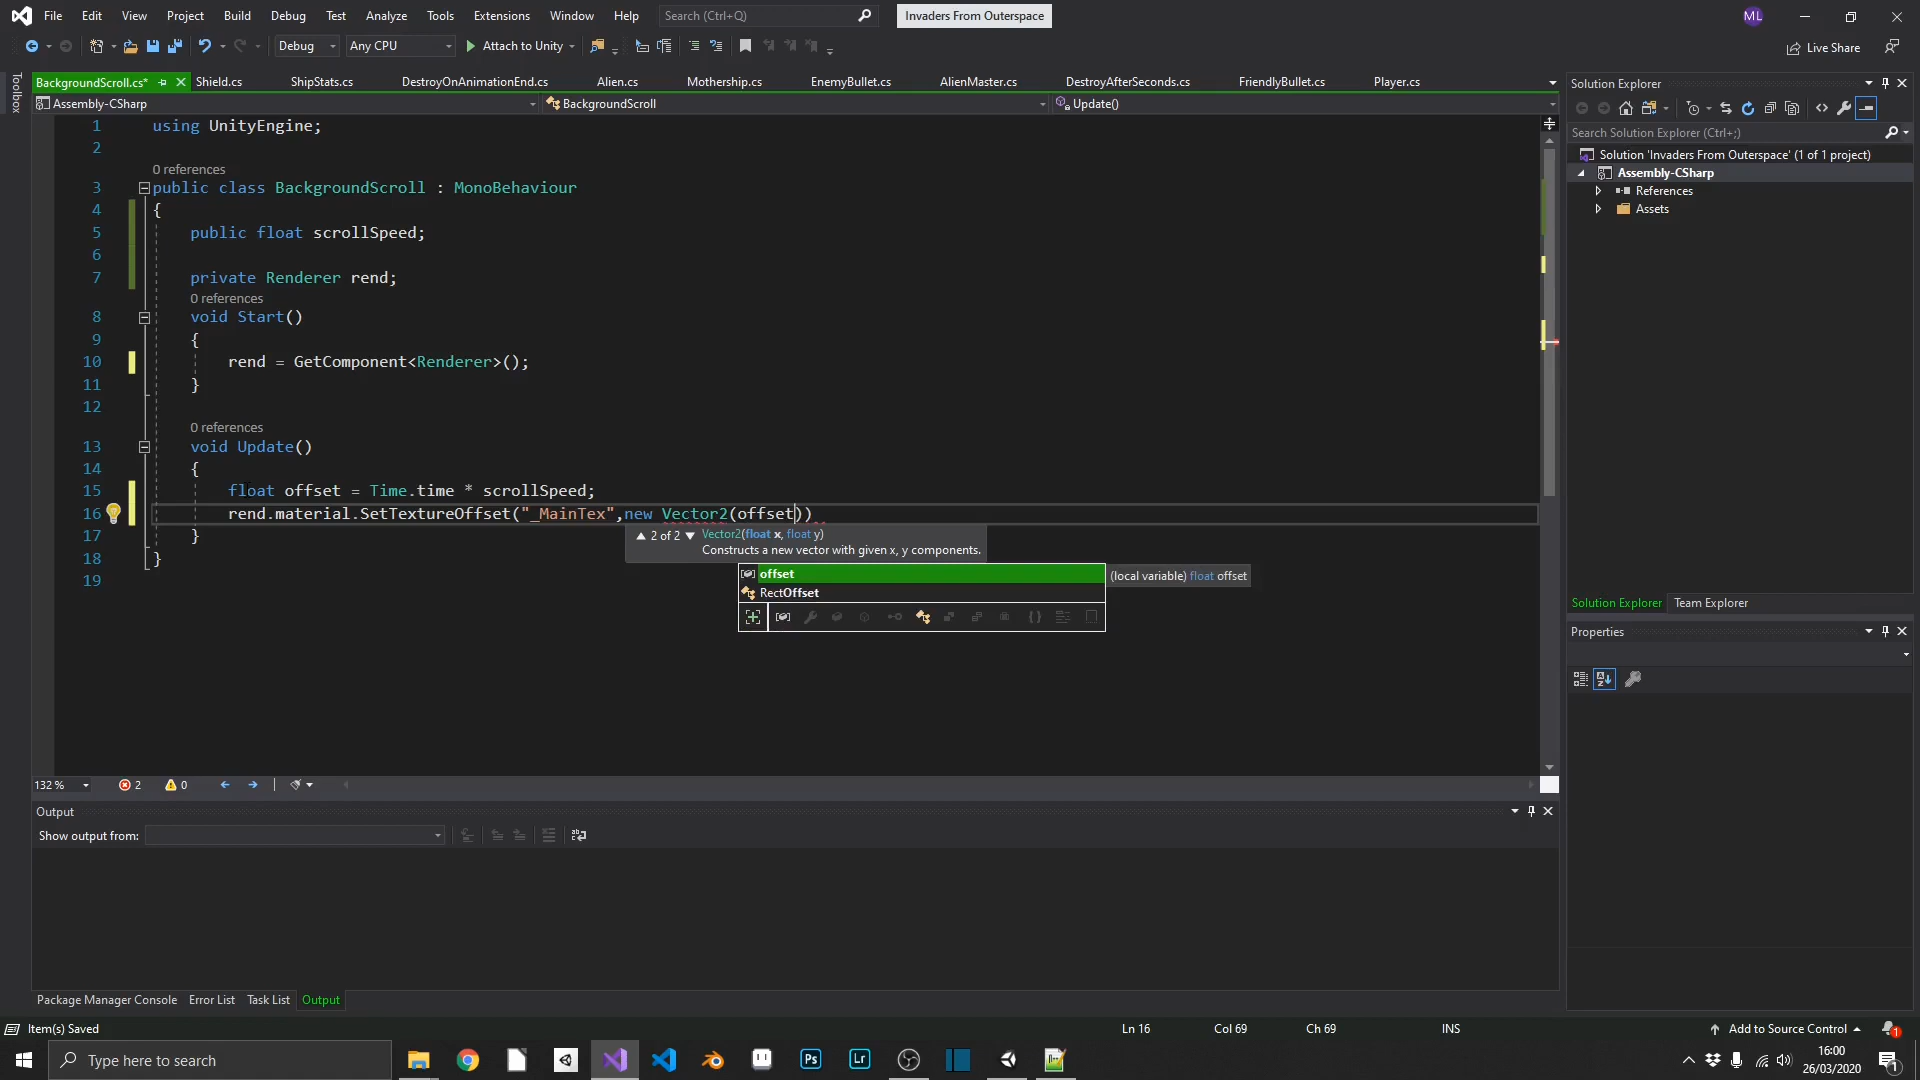 File Edit View Project Build Debug Test Analyze Tools Extensions Window Help Search (Ctrl+Q) Invaders From Outerspace ML
Debug Any CPU Attach to Unity Live Share
BackgroundScroll.cs* Shield.cs ShipStats.cs DestroyOnAnimationEnd.cs Alien.cs Mothership.cs EnemyBullet.cs AlienMaster.cs DestroyAfterSeconds.cs FriendlyBullet.cs Player.cs
Assembly-CSharp BackgroundScroll Update()
Toolbox
1 using UnityEngine;
2
0 references
3 public class BackgroundScroll : MonoBehaviour
4 {
5 public float scrollSpeed;
6
7 private Renderer rend;
0 references
8 void Start()
9 {
10 rend = GetComponent<Renderer>();
11 }
12
0 references
13 void Update()
14 {
15 float offset = Time.time * scrollSpeed;
16 rend.material.SetTextureOffset("_MainTex",new Vector2(offset))
17 }
18 }
19
2 of 2 Vector2(float x, float y)
Constructs a new vector with given x, y components.
offset
RectOffset
(local variable) float offset
132 % 2 0
Output
Show output from:
Package Manager Console Error List Task List Output
Solution Explorer
Search Solution Explorer (Ctrl+;)
Solution 'Invaders From Outerspace' (1 of 1 project)
Assembly-CSharp
References
Assets
Solution Explorer Team Explorer
Properties
Item(s) Saved Ln 16 Col 69 Ch 69 INS Add to Source Control 1
Type here to search Ps Lr 16:00
26/03/2020 1